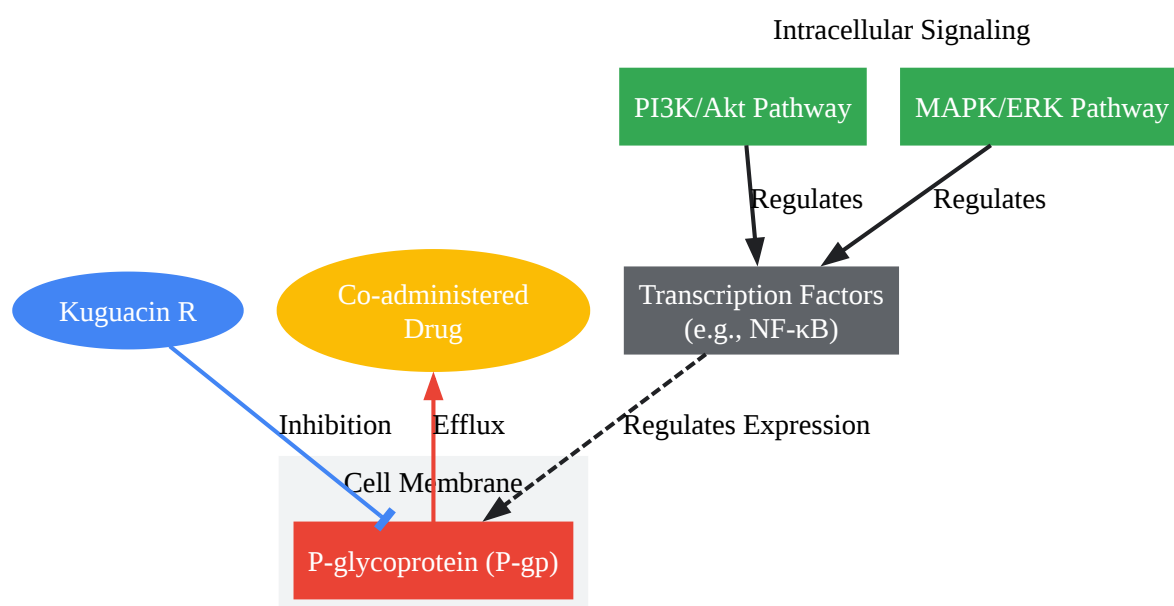 Intracellular Signaling
PI3K/Akt Pathway
MAPK/ERK Pathway
Regulates
Regulates
Kuguacin R
Co-administered
Drug
Transcription Factors
(e.g., NF-κB)
Inhibition
Efflux
Regulates Expression
Cell Membrane
P-glycoprotein (P-gp)